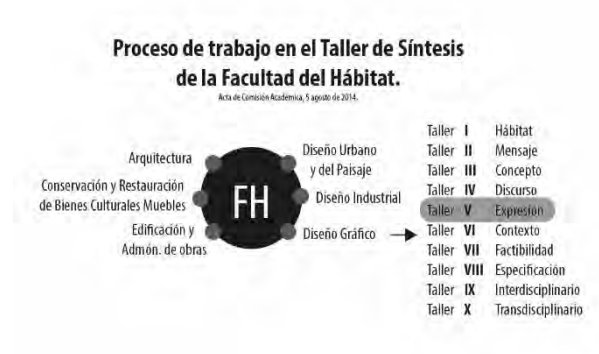 Proceso de trabajo en el Taller de Síntesis
de la Facultad del Hábitat.
Acta de Comisión Académica, 5 agosto de 2014.
Arquitectura
Conservación y Restauración
de Bienes Culturales Muebles
Edificación y
Admón. de obras
FH
Diseño Urbano
y del Paisaje
Diseño Industrial
Diseño Gráfico
Taller I Hábitat
Taller II Mensaje
Taller III Concepto
Taller IV Discurso
Taller V Expresión
Taller VI Contexto
Taller VII Factibilidad
Taller VIII Especificación
Taller IX Interdisciplinario
Taller X Transdisciplinario